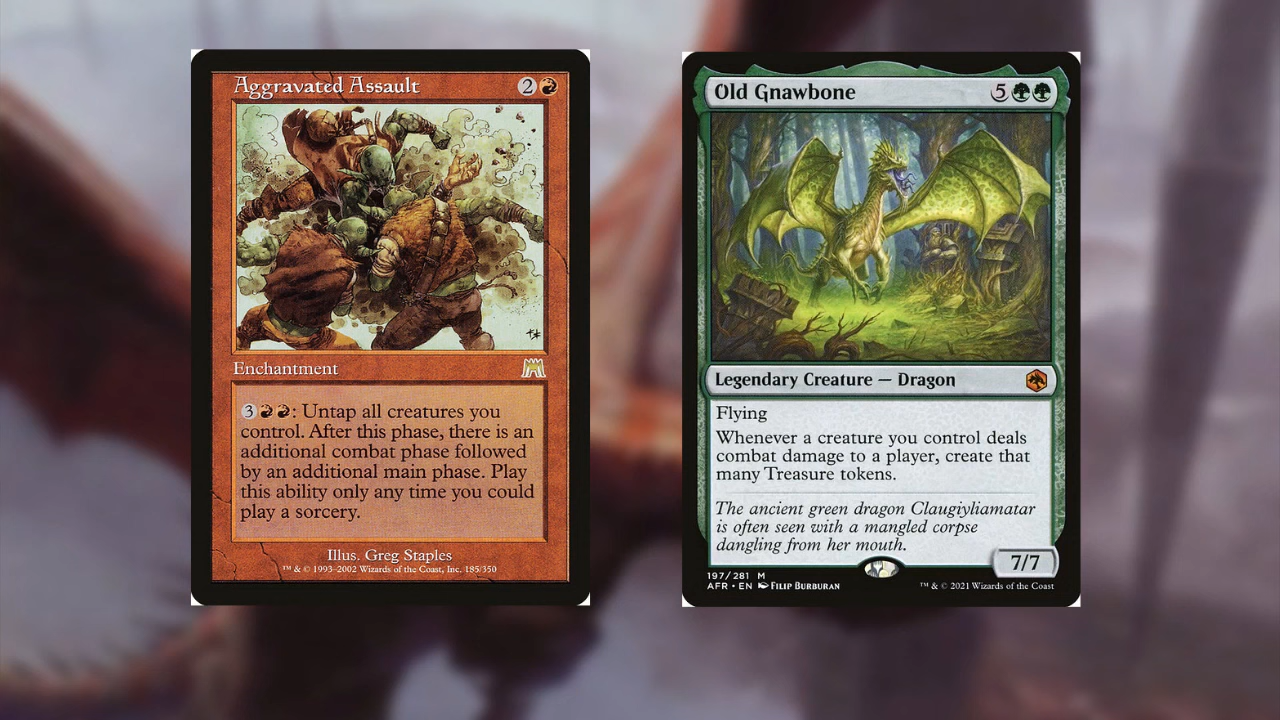 Aggravated Assault 2
Enchantment
3: Untap all creatures you
control. After this phase, there is an
additional combat phase followed
by an additional main phase. Play
this ability only any time you could
play a sorcery.
Illus. Greg Staples
™ & © 1993–2002 Wizards of the Coast, Inc. 185/350
Old Gnawbone 5
Legendary Creature — Dragon
Flying
Whenever a creature you control deals
combat damage to a player, create that
many Treasure tokens.
The ancient green dragon Claugiyliamatar
is often seen with a mangled corpse
dangling from her mouth.
7/7
197/281 M
AFR • EN Filip Burburan
™ & © 2021 Wizards of the Coast